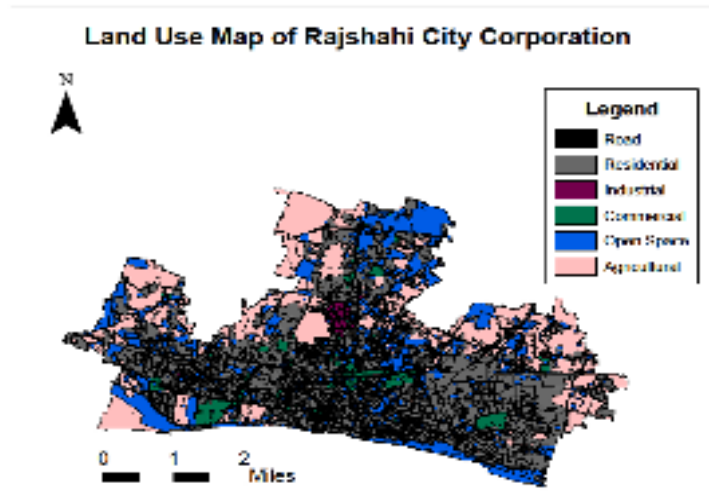 Land Use Map of Rajshahi City Corporation
N
Legend
Road
Residential
Industrial
Commercial
Open Space
Agricultural
0 1 2
Miles